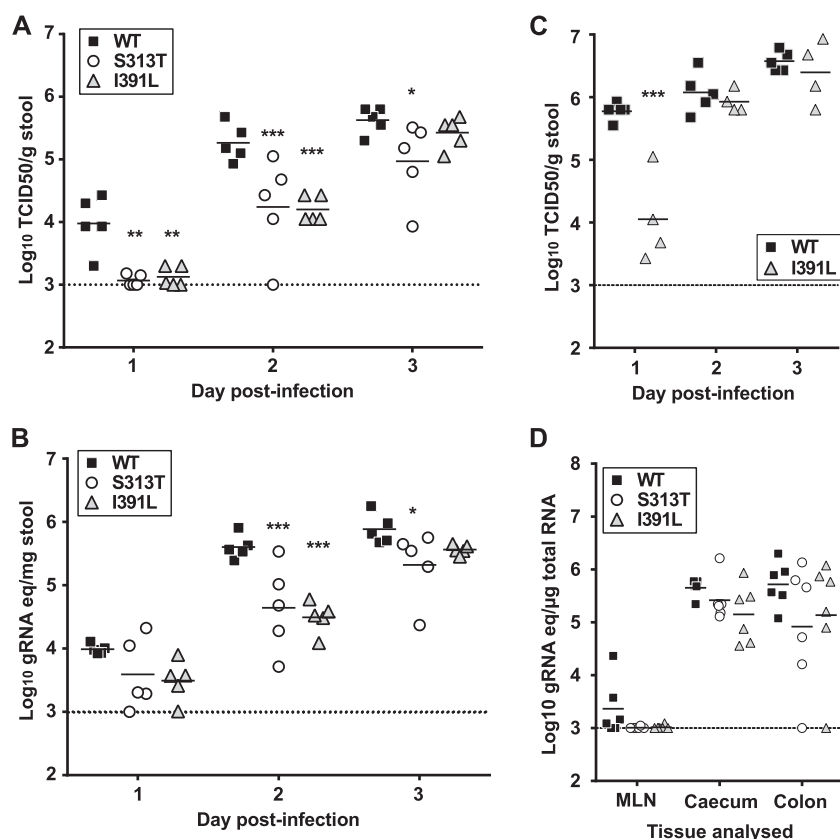 A
7
6
5
4
3
2
Log10 TCID50/g stool
WT
S313T
I391L
** **
*** ***
*
1 2 3
Day post-infection
C
7
6
5
4
3
2
Log10 TCID50/g stool
***
WT
I391L
1 2 3
Day post-infection
B
7
6
5
4
3
2
Log10 gRNA eq/mg stool
WT
S313T
I391L
*** ***
*
1 2 3
Day post-infection
D
8
7
6
5
4
3
2
Log10 gRNA eq/µg total RNA
WT
S313T
I391L
MLN Caecum Colon
Tissue analysed